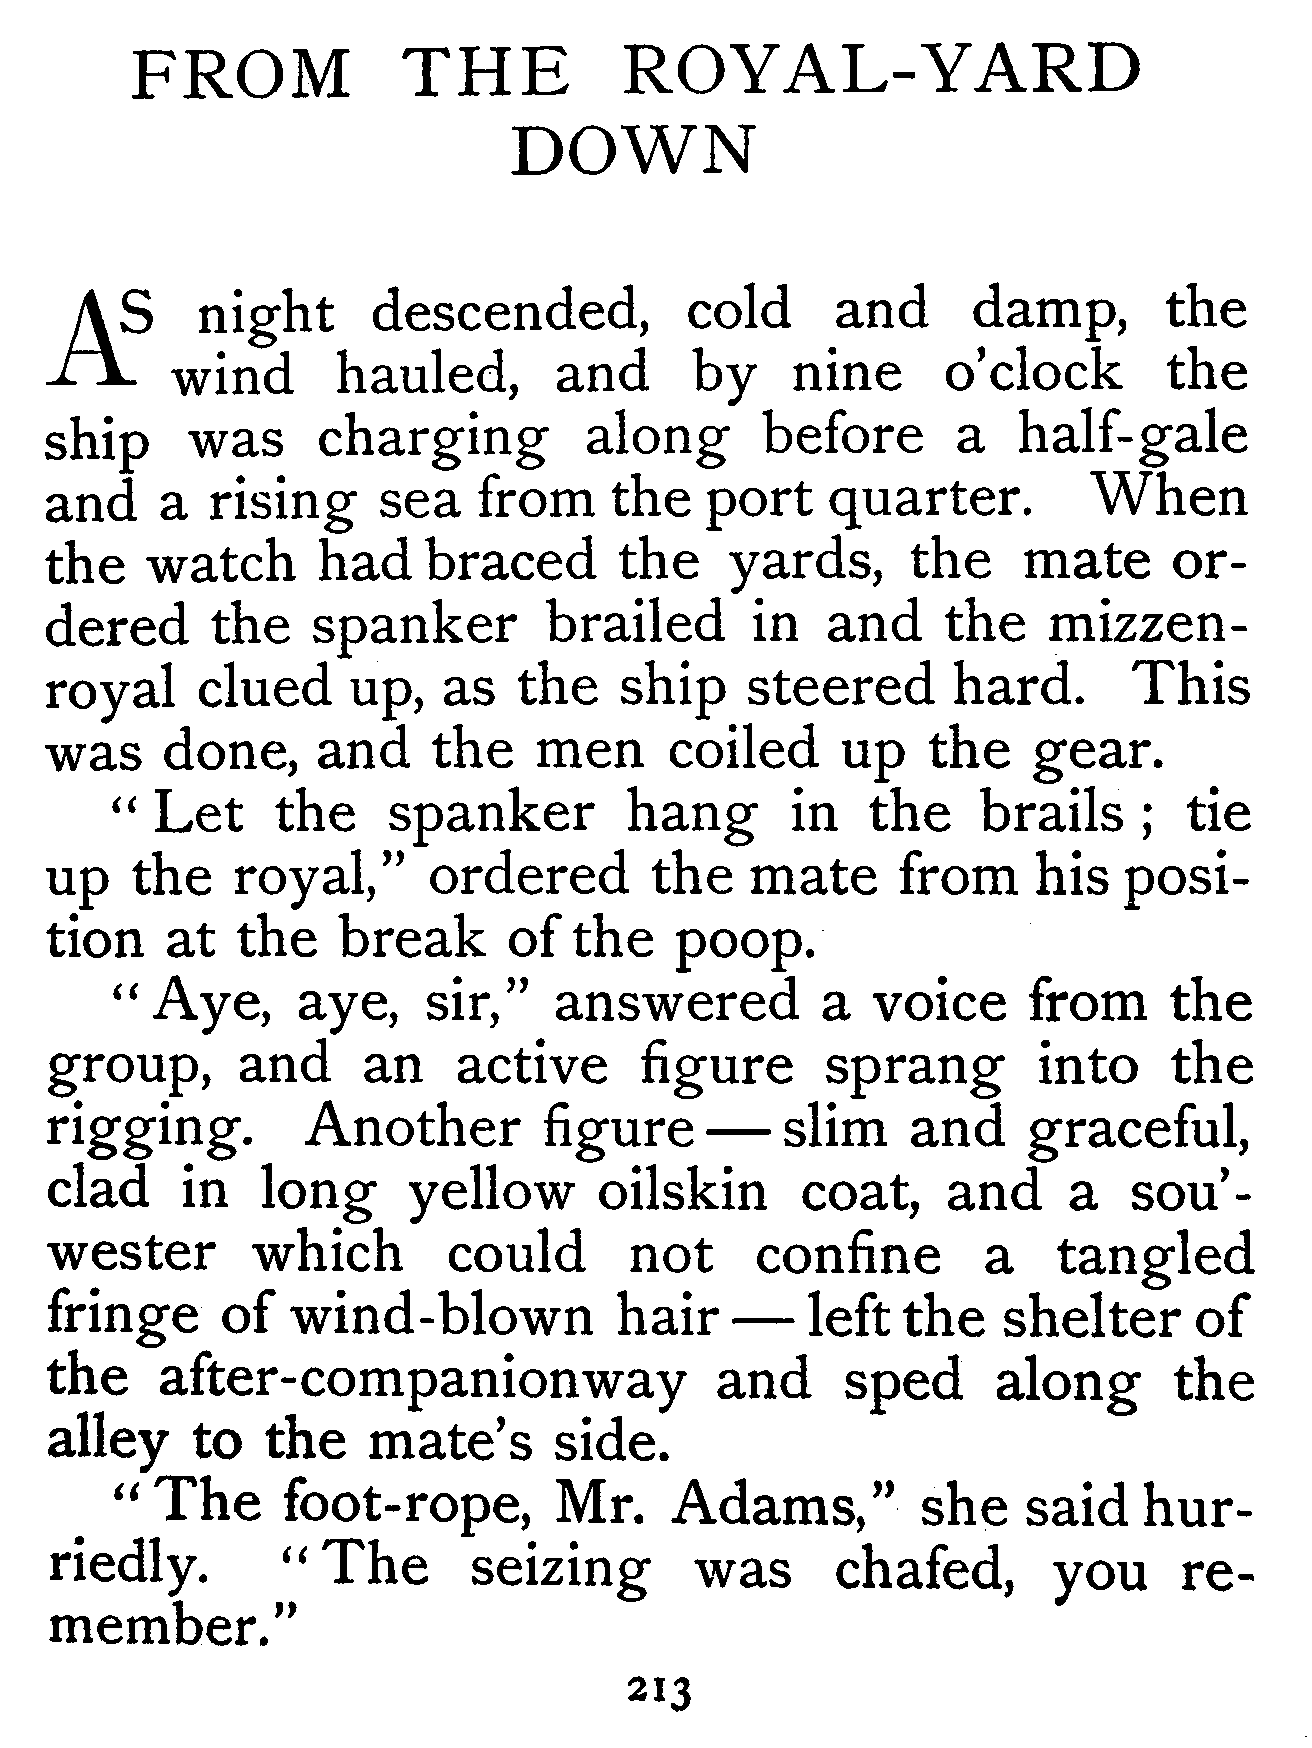 FROM THE ROYAL-YARD
DOWN
AS night descended, cold and damp, the
wind hauled, and by nine o'clock the
ship was charging along before a half-gale
and a rising sea from the port quarter. When
the watch had braced the yards, the mate or-
dered the spanker brailed in and the mizzen-
royal clued up, as the ship steered hard. This
was done, and the men coiled up the gear.
"Let the spanker hang in the brails; tie
up the royal," ordered the mate from his posi-
tion at the break of the poop.
"Aye, aye, sir," answered a voice from the
group, and an active figure sprang into the
rigging. Another figure — slim and graceful,
clad in long yellow oilskin coat, and a sou'-
wester which could not confine a tangled
fringe of wind-blown hair — left the shelter of
the after-companionway and sped along the
alley to the mate's side.
"The foot-rope, Mr. Adams," she said hur-
riedly. "The seizing was chafed, you re-
member."
213